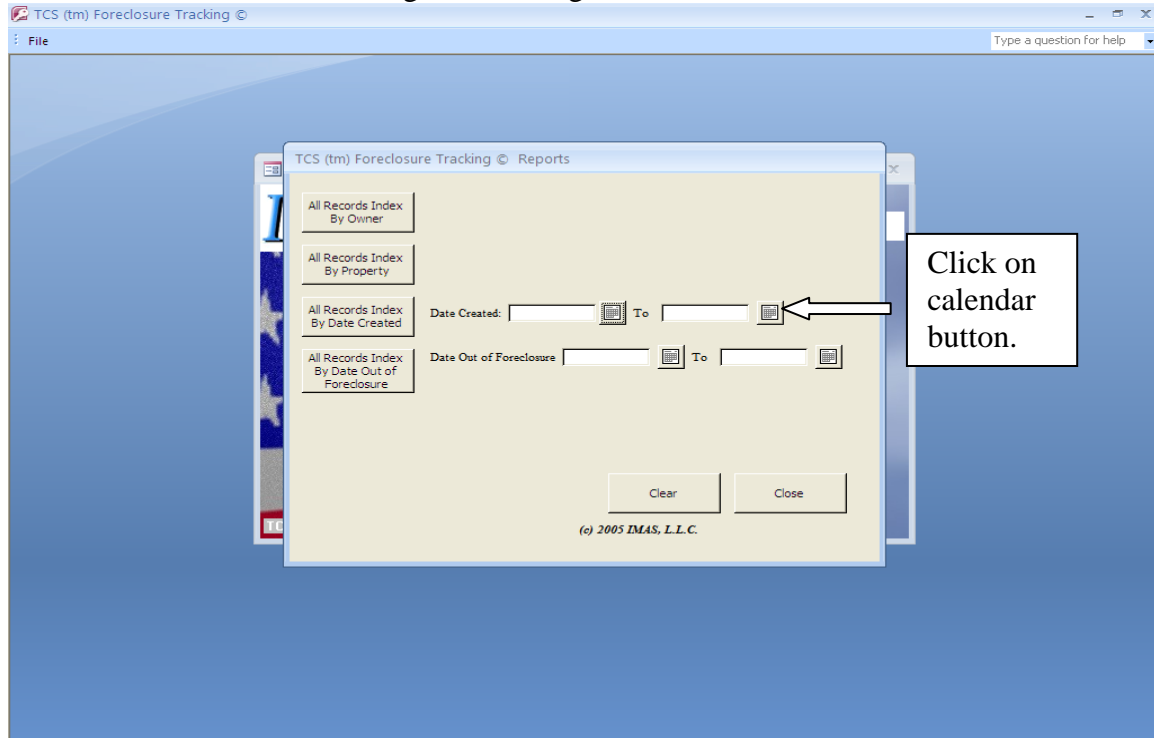 TCS (tm) Foreclosure Tracking ©
File
Type a question for help
TCS (tm) Foreclosure Tracking © Reports
All Records Index
By Owner
All Records Index
By Property
All Records Index
By Date Created
Date Created:
To
All Records Index
By Date Out of
Foreclosure
Date Out of Foreclosure
To
Click on
calendar
button.
Clear
Close
(c) 2005 IMAS, L.L.C.
TC